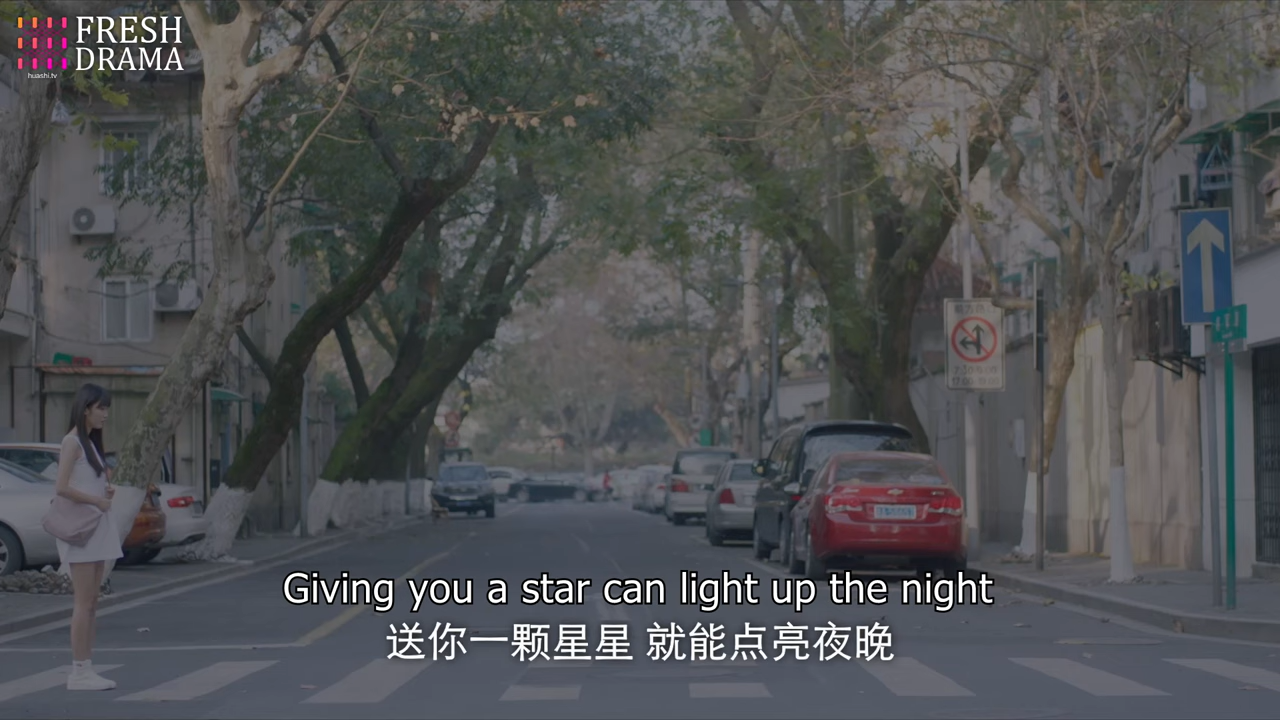 FRESH
DRAMA
huashi.tv
Giving you a star can light up the night
送你一颗星星 就能点亮夜晚